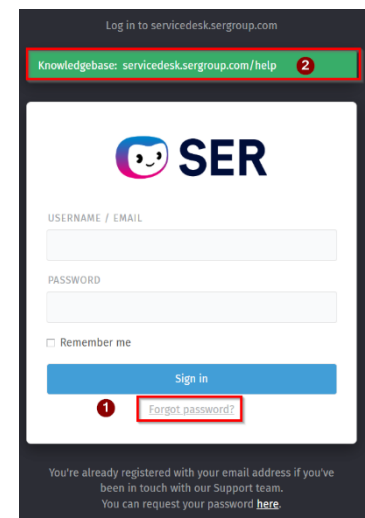 Log in to servicedesk.sergroup.com
Knowledgebase: servicedesk.sergroup.com/help 2
SER
USERNAME / EMAIL
PASSWORD
Remember me
Sign in
1 Forgot password?
You're already registered with your email address if you've
been in touch with our Support team.
You can request your password here.